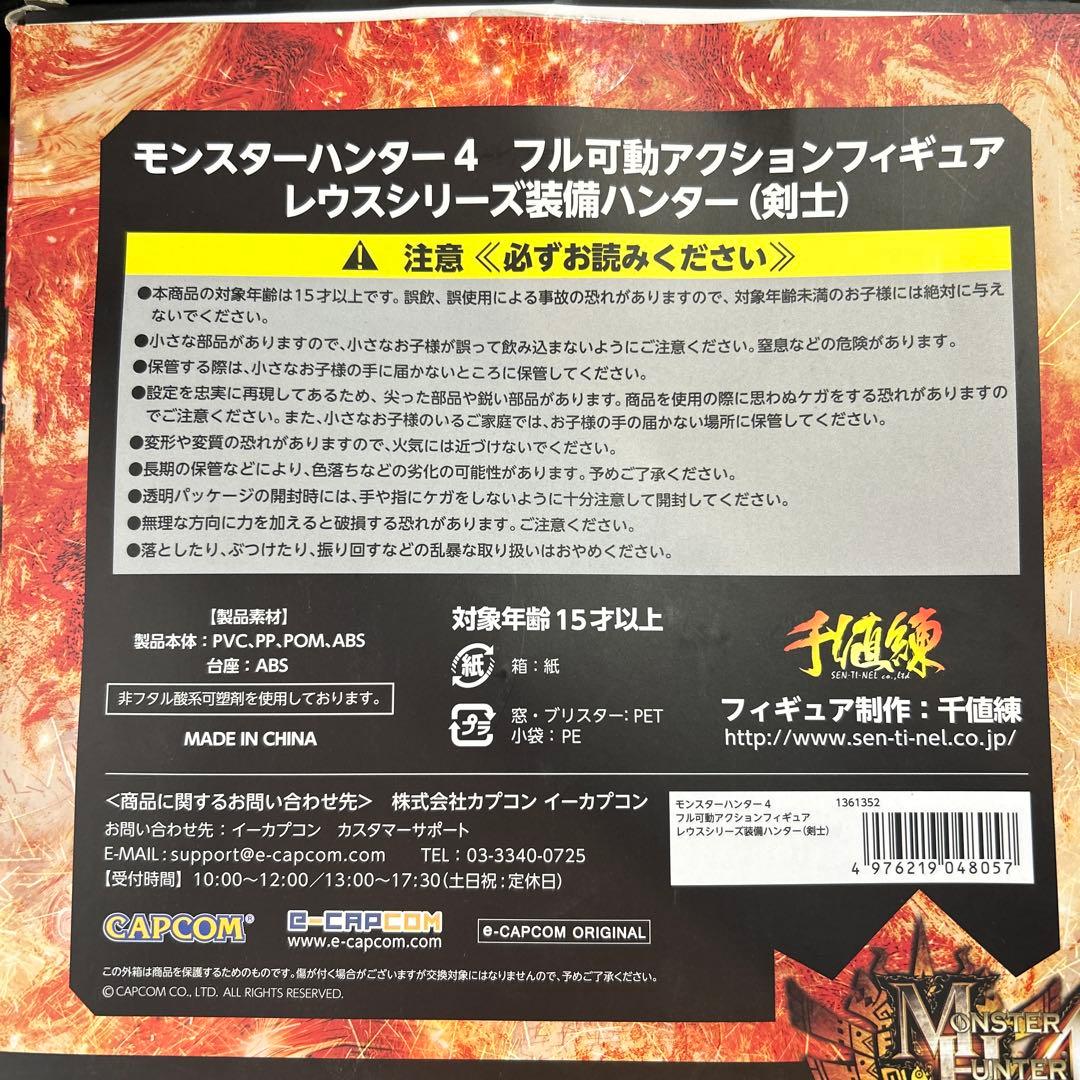 モンスターハンター4　フル可動アクションフィギュア
レウスシリーズ装備ハンター（剣士）
注意≪必ずお読みください≫
●本商品の対象年齢は15才以上です。誤飲、誤使用による事故の恐れがありますので、対象年齢未満のお子様には絶対に与え
ないでください。
●小さな部品がありますので、小さなお子様が誤って飲み込まないようにご注意ください。窒息などの危険があります。
●保管する際は、小さなお子様の手に届かないところに保管してください。
●設定を忠実に再現してあるため、尖った部品や鋭い部品があります。商品を使用の際に思わぬケガをする恐れがありますの
でご注意ください。また、小さなお子様のいるご家庭では、お子様の手の届かない場所に保管してください。
●変形や変質の恐れがありますので、火気には近づけないでください。
●長期の保管などにより、色落ちなどの劣化の可能性があります。予めご了承ください。
●透明パッケージの開封時には、手や指にケガをしないように十分注意して開封してください。
●無理な方向に力を加えると破損する恐れがあります。ご注意ください。
●落としたり、ぶつけたり、振り回すなどの乱暴な取り扱いはおやめください。
【製品素材】
製品本体：PVC、PP、POM、ABS
台座：ABS
非フタル酸系可塑剤を使用しております。
MADE IN CHINA
対象年齢15才以上
紙
箱：紙
プラ
窓・ブリスター：PET
小袋：PE
千値練
SEN-TI-NEL co.,ltd
フィギュア制作：千値練
http://www.sen-ti-nel.co.jp/
＜商品に関するお問い合わせ先＞　株式会社カプコン イーカプコン
お問い合わせ先：イーカプコン　カスタマーサポート
E-MAIL：support@e-capcom.com　TEL：03-3340-0725
【受付時間】10:00～12:00／13:00～17:30（土日祝：定休日）
モンスターハンター4　1361352
フル可動アクションフィギュア
レウスシリーズ装備ハンター（剣士）
4 976219 048057
CAPCOM®
e-CAPCOM
www.e-capcom.com
e-CAPCOM ORIGINAL
この外箱は商品を保護するためのものです。傷が付く場合がございますが交換対象にはなりませんので、予めご了承ください。
©CAPCOM CO., LTD. ALL RIGHTS RESERVED.
MONSTER
HUNTER